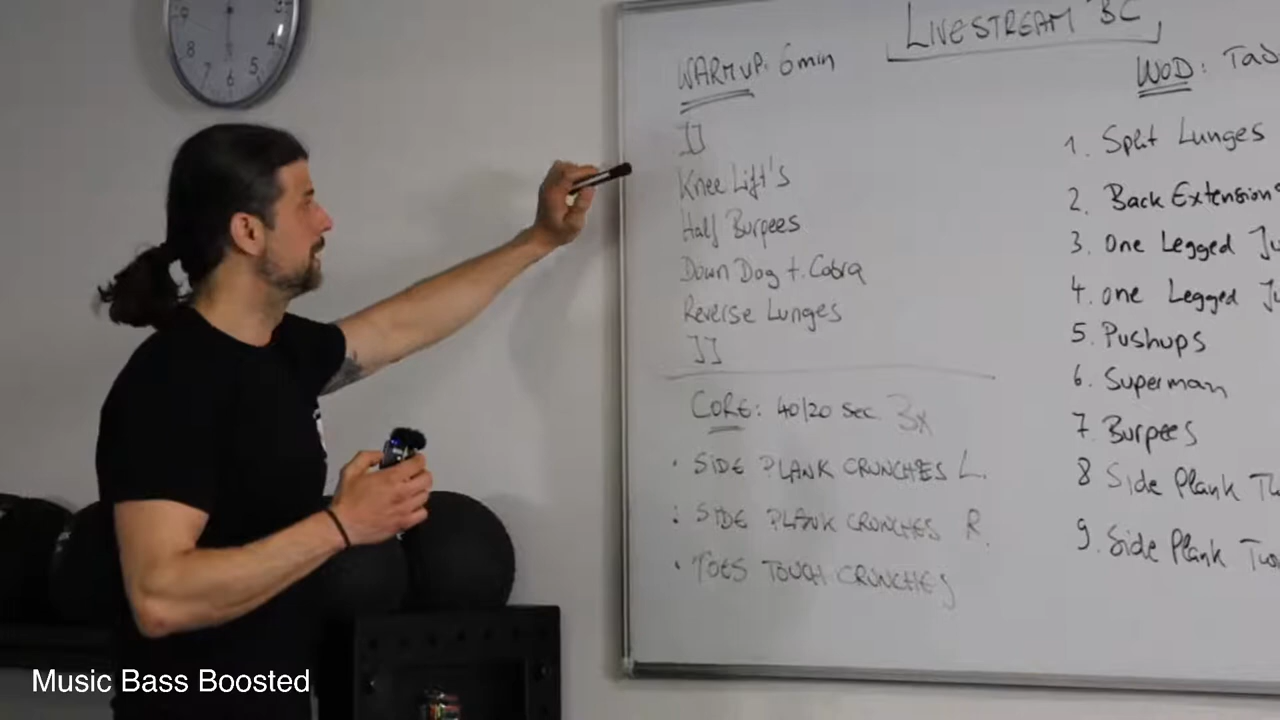 LIVESTREAM BC
WARMUP: 6min
JJ
Knee Lift's
Half Burpees
Down Dog + Cobra
Reverse Lunges
JJ
CORE: 40/20 sec 3x
• SIDE PLANK CRUNCHES L.
: SIDE PLANK CRUNCHES R.
• TOES TOUCH CRUNCHES
WOD:
1. Split Lunges
2. Back Extensions
3. One Legged
4. One Legged
5. Pushups
6. Superman
7. Burpees
8 Side Plank
9. Side Plank
Music Bass Boosted